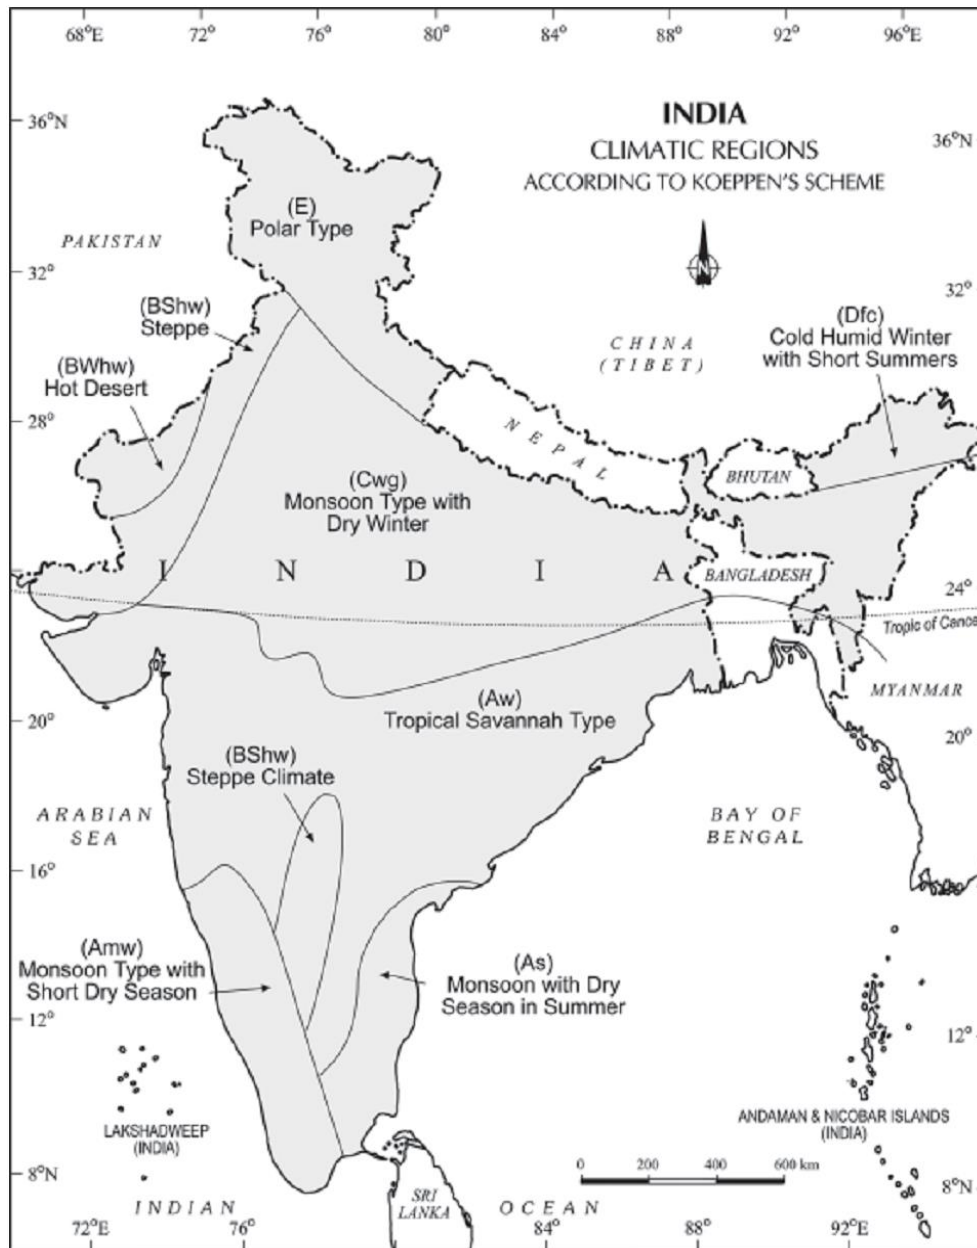 68°E 72° 76° 80° 84° 88° 92° 96°E
INDIA
CLIMATIC REGIONS
ACCORDING TO KOEPPEN'S SCHEME
36°N
36°N
(E)
Polar Type
PAKISTAN
N
32°
32°
(BShw)
Steppe
(BWhw)
Hot Desert
CHINA
(TIBET)
(Dfc)
Cold Humid Winter
with Short Summers
28°
NEPAL
BHUTAN
(Cwg)
Monsoon Type with
Dry Winter
INDIA
BANGLADESH
24°
Tropic of Cance
MYANMAR
(Aw)
Tropical Savannah Type
20°
20°
(BShw)
Steppe Climate
ARABIAN
SEA
BAY OF
BENGAL
16°
(Amw)
Monsoon Type with
Short Dry Season
(As)
Monsoon with Dry
Season in Summer
12°
12°
LAKSHADWEEP
(INDIA)
ANDAMAN & NICOBAR ISLANDS
(INDIA)
8°N
0 200 400 600 km
8°N
SRI
LANKA
INDIAN OCEAN
72° 76° 84° 88° 92°E